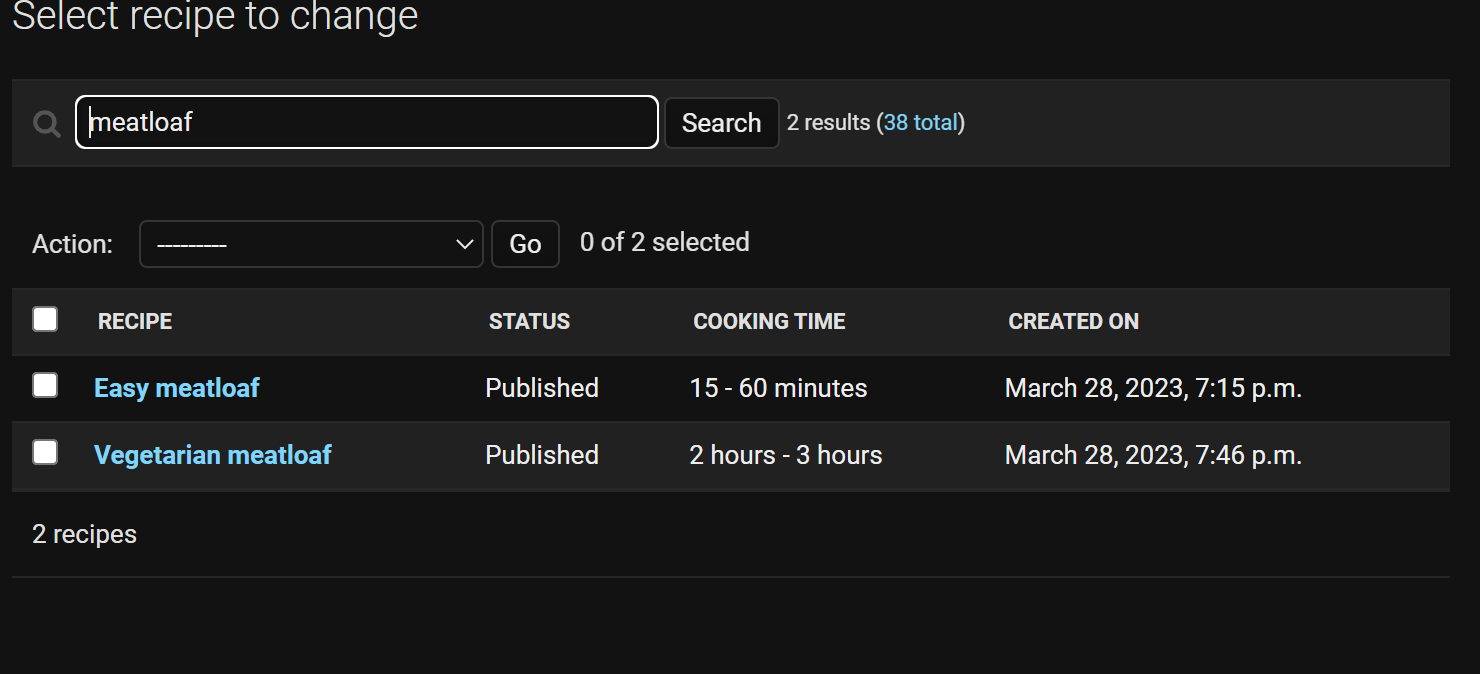 Select recipe to change
meatloaf Search 2 results (38 total)
Action: --------- Go 0 of 2 selected
RECIPE STATUS COOKING TIME CREATED ON
Easy meatloaf Published 15 - 60 minutes March 28, 2023, 7:15 p.m.
Vegetarian meatloaf Published 2 hours - 3 hours March 28, 2023, 7:46 p.m.
2 recipes